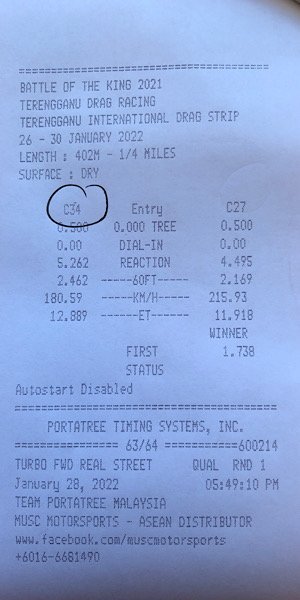 ==========================================
BATTLE OF THE KING 2021
TERENGGANU DRAG RACING
TERENGGANU INTERNATIONAL DRAG STRIP
26 - 30 JANUARY 2022
LENGTH : 402M - 1/4 MILES
SURFACE : DRY
C34 Entry C27
0.500 0.000 TREE 0.500
0.00 DIAL-IN 0.00
5.262 REACTION 4.495
2.462 -----60FT----- 2.169
180.59 -----KM/H----- 215.93
12.889 ------ET------ 11.918
WINNER
FIRST 1.738
STATUS
Autostart Disabled
==========================================
PORTATREE TIMING SYSTEMS, INC.
=============== 63/64 ===========600214
TURBO FWD REAL STREET QUAL RND 1
January 28, 2022 05:49:10 PM
TEAM PORTATREE MALAYSIA
MUSC MOTORSPORTS - ASEAN DISTRIBUTOR
www.facebook.com/muscmotorsports
+6016-6681490